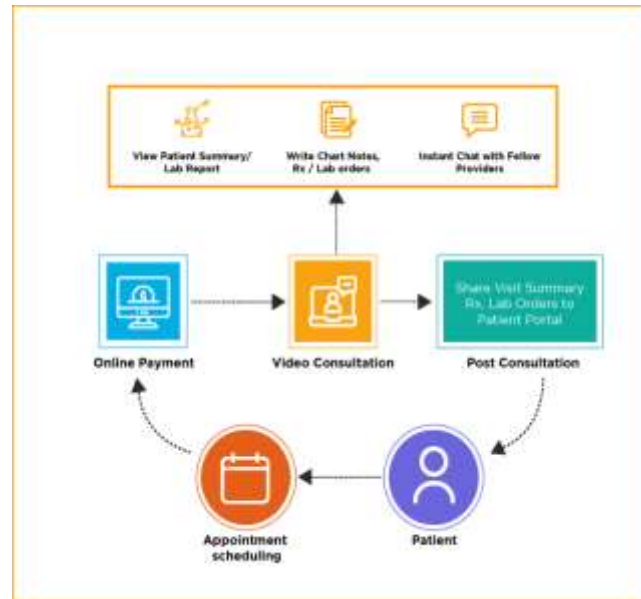 View Patient Summary/
Lab Report
Write Chart Notes,
Rx / Lab orders
Instant Chat with Fellow
Providers
Share Visit Summary
Rx, Lab Orders to
Patient Portal
Online Payment
Video Consultation
Post Consultation
Appointment
scheduling
Patient